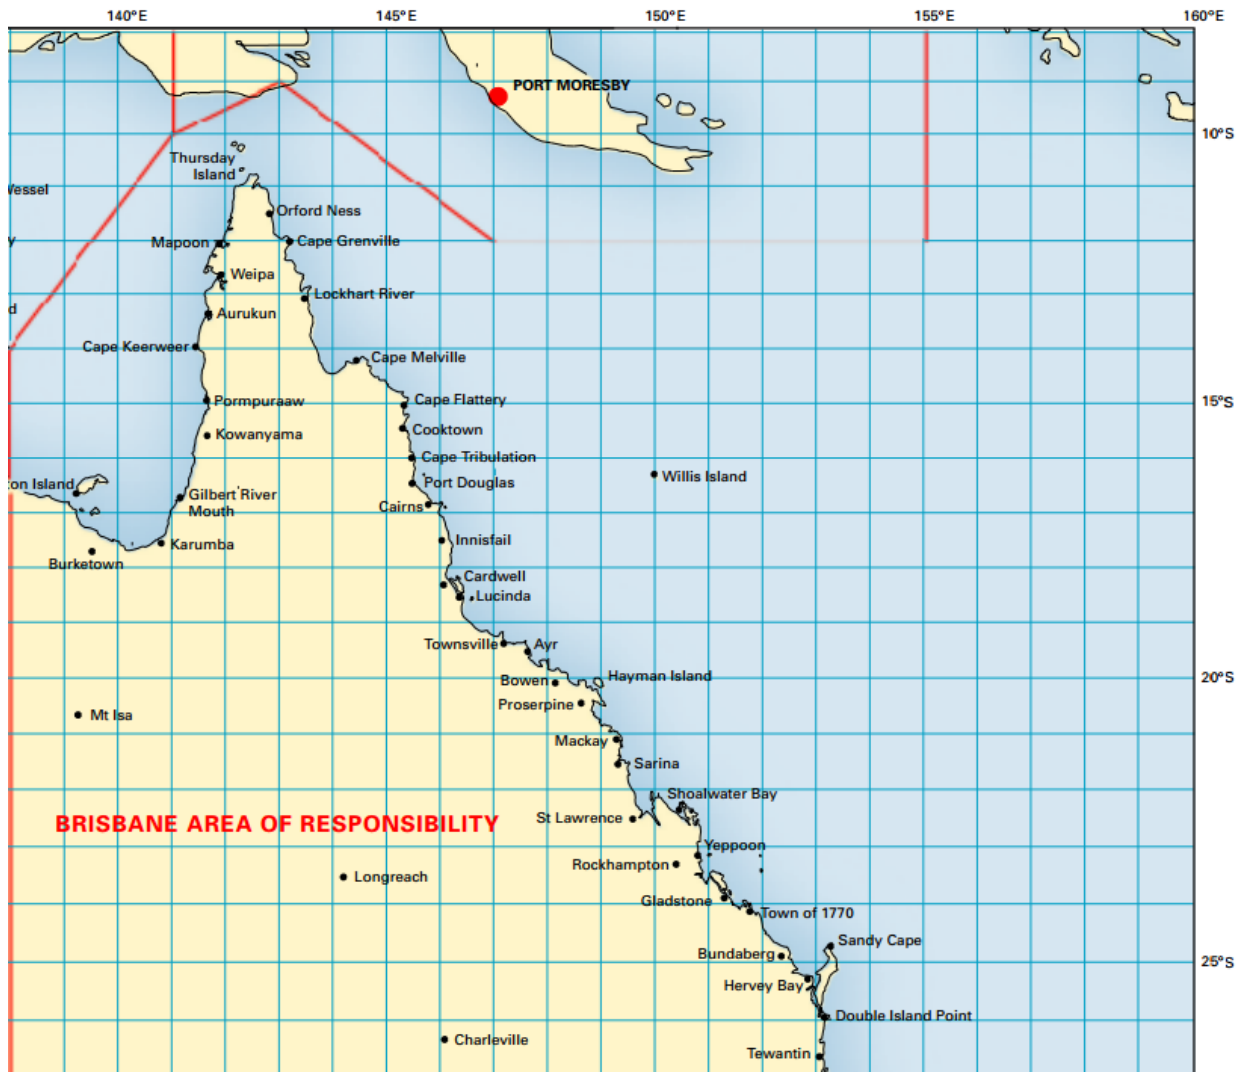 140°E
145°E
150°E
155°E
160°E
PORT MORESBY
10°S
Thursday
Island
Vessel
Orford Ness
Mapoon
Cape Grenville
Weipa
Lockhart River
Aurukun
Cape Keerweer
Cape Melville
Pormpuraaw
Cape Flattery
15°S
Kowanyama
Cooktown
Cape Tribulation
Willis Island
ton Island
Port Douglas
Gilbert River
Mouth
Cairns
Karumba
Innisfail
Burketown
Cardwell
Lucinda
Townsville
Ayr
Hayman Island
Bowen
20°S
Proserpine
Mt Isa
Mackay
Sarina
Shoalwater Bay
St Lawrence
BRISBANE AREA OF RESPONSIBILITY
Yeppoon
Rockhampton
Longreach
Gladstone
Town of 1770
Sandy Cape
Bundaberg
25°S
Hervey Bay
Double Island Point
Charleville
Tewantin